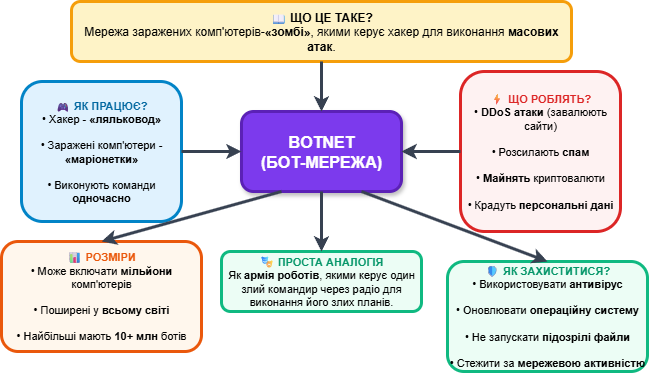 📖 ЩО ЦЕ ТАКЕ?
Мережа заражених комп'ютерів-«зомбі», якими керує хакер для виконання масових
атак.
🎮 ЯК ПРАЦЮЄ?
• Хакер - «ляльковод»
• Заражені комп'ютери -
«маріонетки»
• Виконують команди
одночасно
BOTNET
(БОТ-МЕРЕЖА)
⚡ ЩО РОБЛЯТЬ?
• DDoS атаки (завалюють
сайти)
• Розсилають спам
• Майнять криптовалюти
• Крадуть персональні дані
📊 РОЗМІРИ
• Може включати мільйони
комп'ютерів
• Поширені у всьому світі
• Найбільші мають 10+ млн ботів
🎭 ПРОСТА АНАЛОГІЯ
Як армія роботів, якими керує один
злий командир через радіо для
виконання його злих планів.
🛡️ ЯК ЗАХИСТИТИСЯ?
• Використовувати антивірус
• Оновлювати операційну систему
• Не запускати підозрілі файли
• Стежити за мережевою активністю